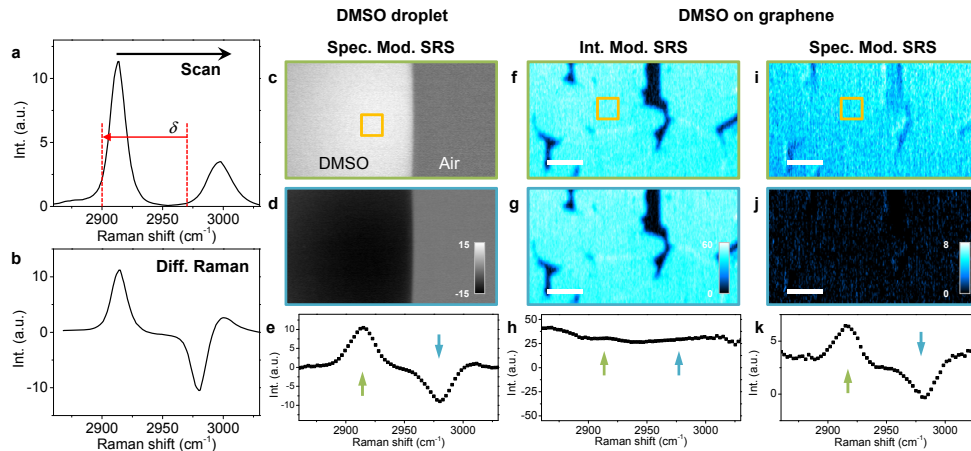 DMSO droplet
DMSO on graphene
Spec. Mod. SRS
Int. Mod. SRS
Spec. Mod. SRS
a
Scan
δ
10
5
0
Int. (a.u.)
2900
2950
3000
Raman shift (cm-1)
b
Diff. Raman
10
0
-10
Int. (a.u.)
2900
2950
3000
Raman shift (cm-1)
c
DMSO
Air
d
15
-15
e
10
5
0
-5
-10
Int. (a.u.)
2900
2950
3000
Raman shift (cm-1)
f
g
60
0
h
50
25
0
-25
-50
Int. (a.u.)
2900
2950
3000
Raman shift (cm-1)
i
j
8
0
k
5
0
Int. (a.u.)
2900
2950
3000
Raman shift (cm-1)